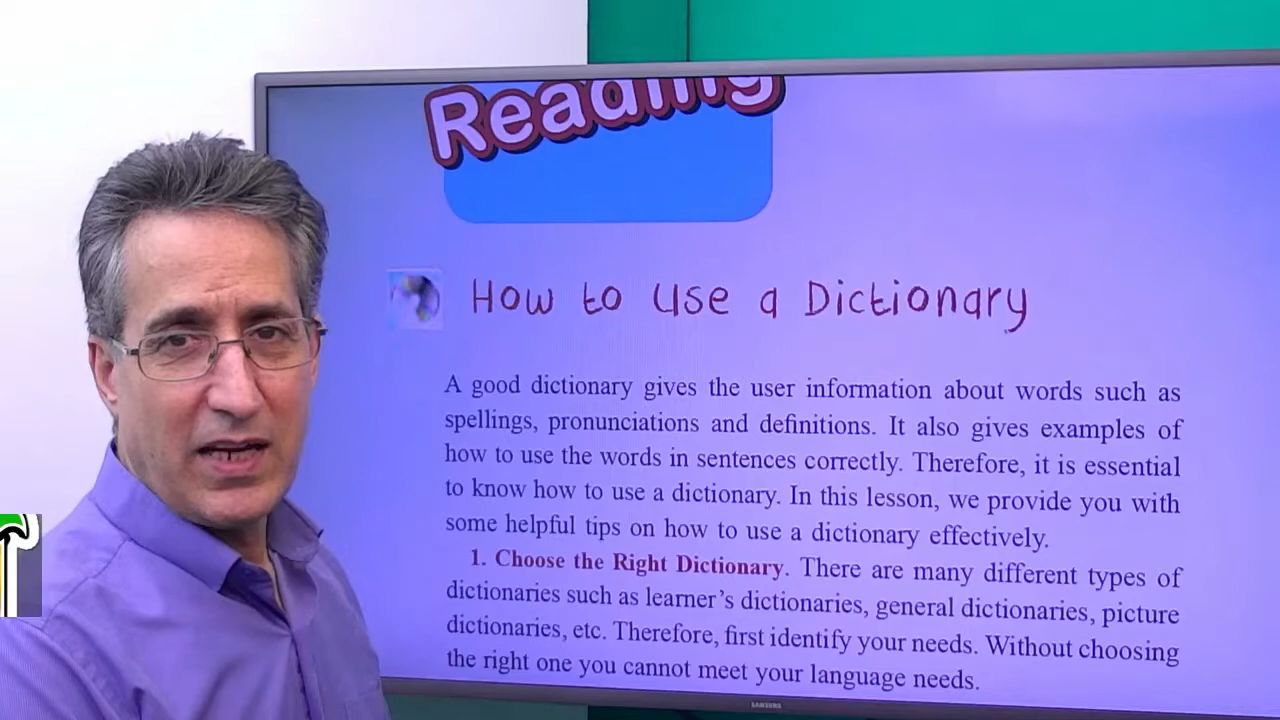 Reading
How to Use a Dictionary
A good dictionary gives the user information about words such as
spellings, pronunciations and definitions. It also gives examples of
how to use the words in sentences correctly. Therefore, it is essential
to know how to use a dictionary. In this lesson, we provide you with
some helpful tips on how to use a dictionary effectively.
1. Choose the Right Dictionary. There are many different types of
dictionaries such as learner's dictionaries, general dictionaries, picture
dictionaries, etc. Therefore, first identify your needs. Without choosing
the right one you cannot meet your language needs.
SAMSUNG